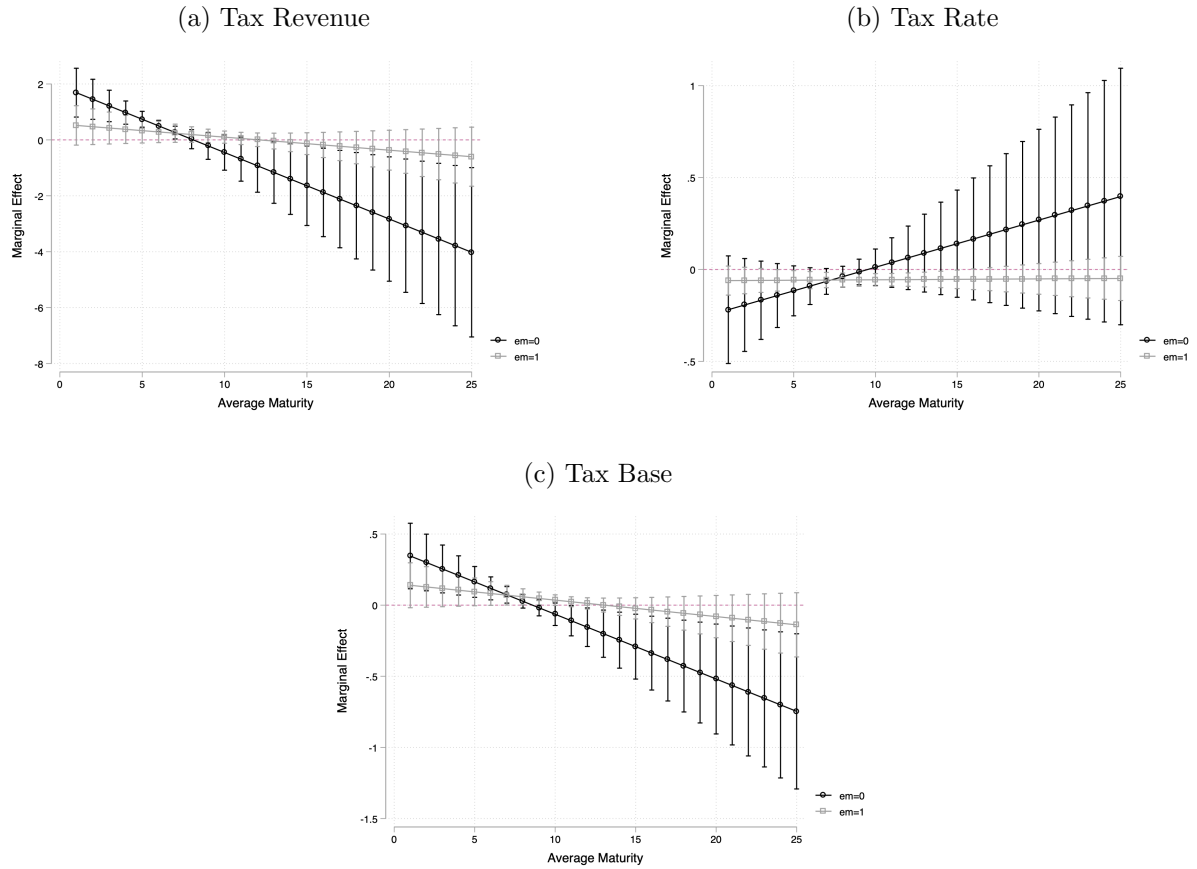 (a) Tax Revenue
Marginal Effect
2
0
-2
-4
-6
-8
0 5 10 15 20 25
Average Maturity
em=0
em=1
(b) Tax Rate
Marginal Effect
1
.5
0
-.5
0 5 10 15 20 25
Average Maturity
em=0
em=1
(c) Tax Base
Marginal Effect
.5
0
-.5
-1
-1.5
0 5 10 15 20 25
Average Maturity
em=0
em=1